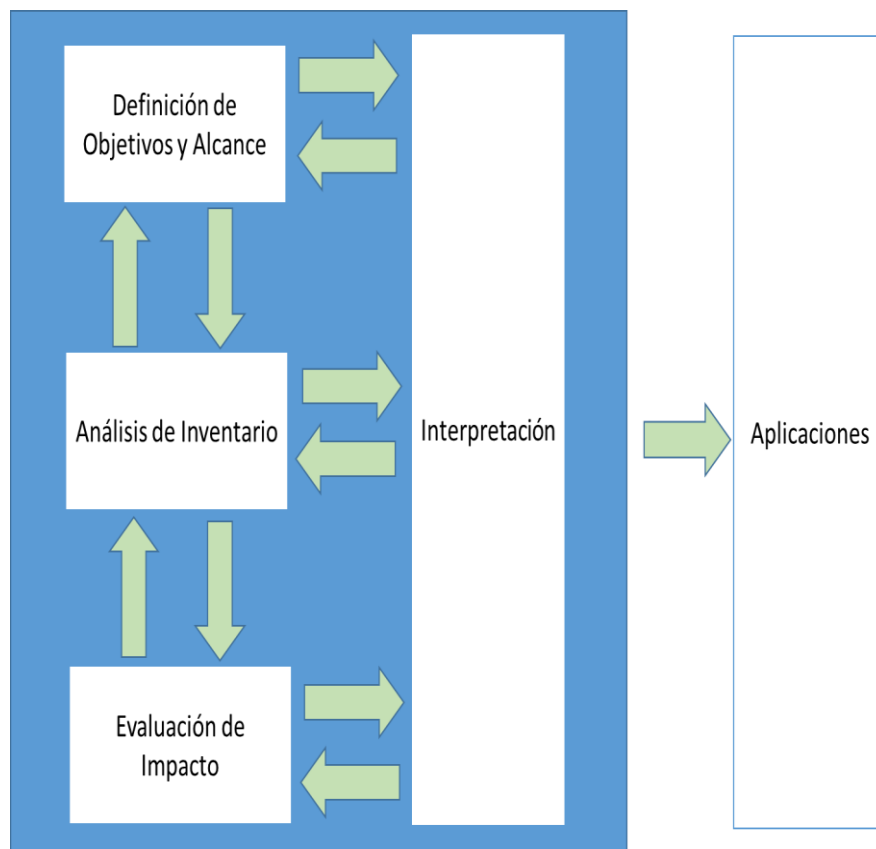 Definición de
Objetivos y Alcance
Análisis de Inventario
Interpretación
Aplicaciones
Evaluación de
Impacto